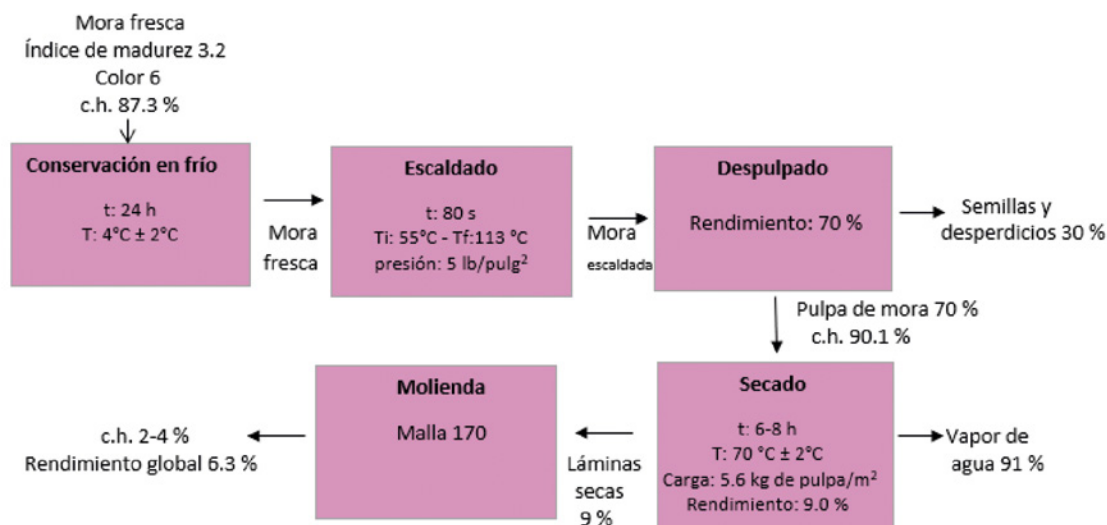 Mora fresca
Índice de madurez 3.2
Color 6
c.h. 87.3 %
Conservación en frío
t: 24 h
T: 4°C ± 2°C
Mora
fresca
Escaldado
t: 80 s
Ti: 55°C - Tf:113 °C
presión: 5 lb/pulg²
Mora
escaldada
Despulpado
Rendimiento: 70 %
Semillas y
desperdicios 30 %
Pulpa de mora 70 %
c.h. 90.1 %
Secado
t: 6-8 h
T: 70 °C ± 2°C
Carga: 5.6 kg de pulpa/m²
Rendimiento: 9.0 %
Vapor de
agua 91 %
Láminas
secas
9 %
Molienda
Malla 170
c.h. 2-4 %
Rendimiento global 6.3 %